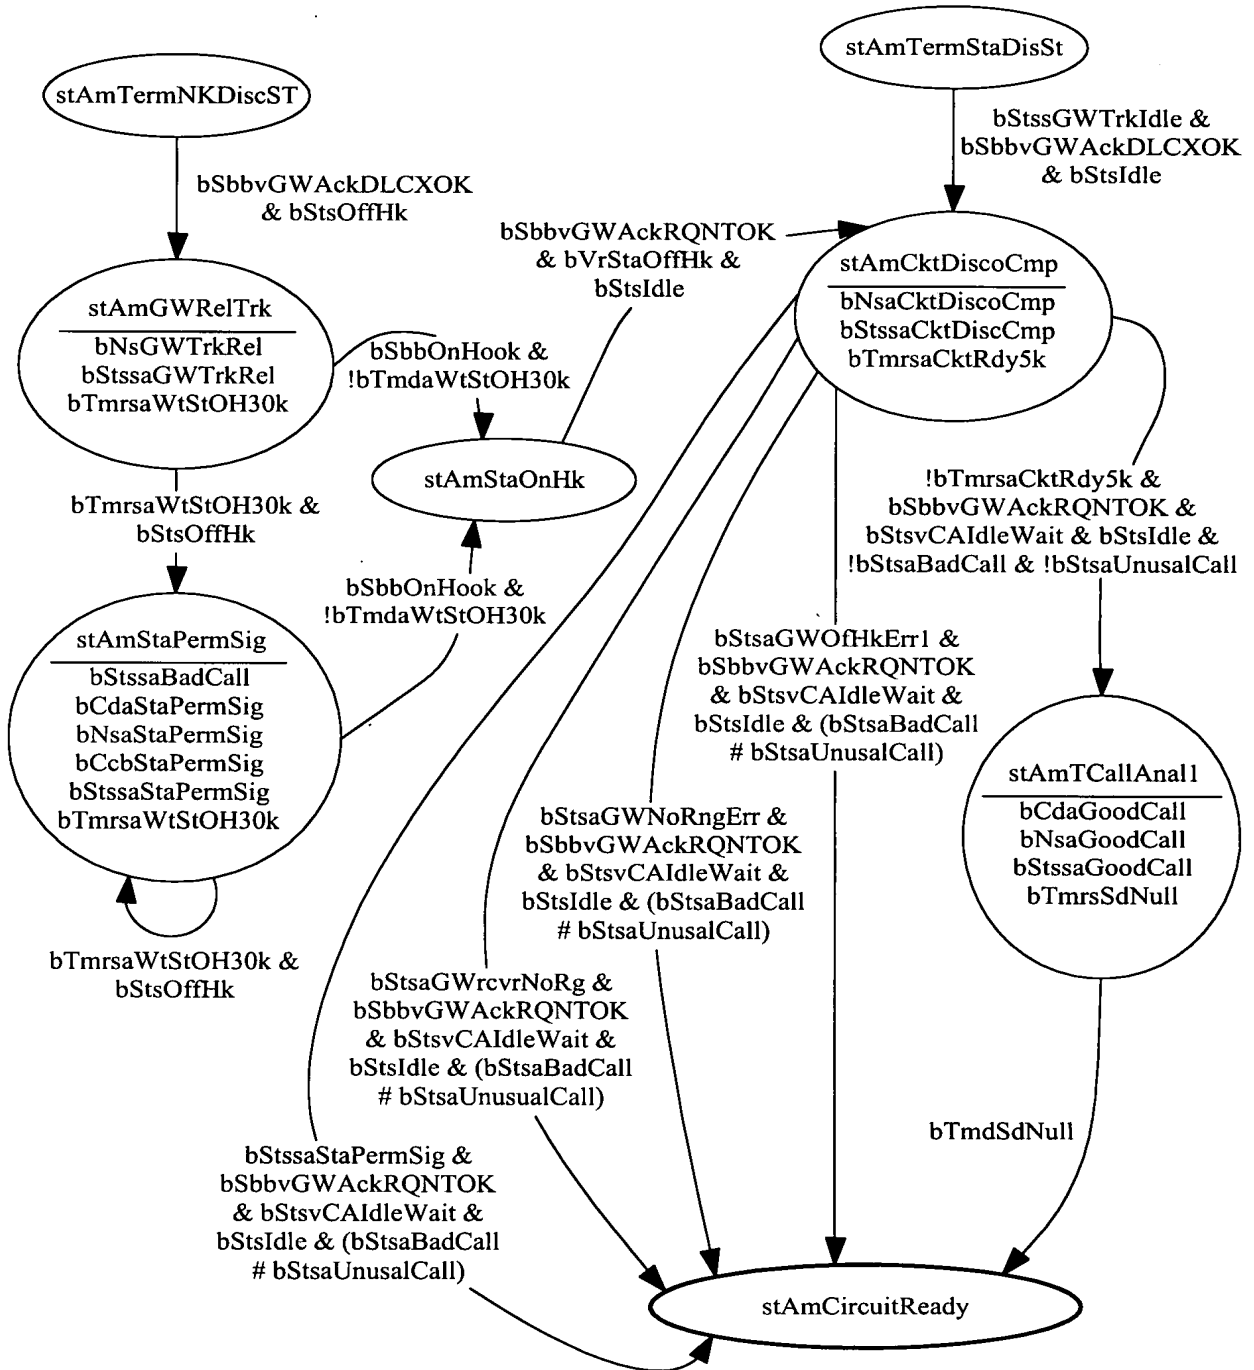 stAmTermStaDisSt
stAmTermNKDiscST
bStssGWTrkIdle &
bSbbvGWAckDLCXOK
& bStsIdle
bSbbvGWAckDLCXOK
& bStsOffHk
bSbbvGWAckRQNTOK
& bVrStaOffHk &
bStsIdle
stAmCktDiscoCmp
bNsaCktDiscoCmp
bStssaCktDiscCmp
bTmrsaCktRdy5k
stAmGWRelTrk
bNsGWTrkRel
bStssaGWTrkRel
bTmrsaWtStOH30k
bSbbOnHook &
!bTmdaWtStOH30k
stAmStaOnHk
bTmrsaWtStOH30k &
bStsOffHk
!bTmrsaCktRdy5k &
bSbbvGWAckRQNTOK &
bStsvCAIdleWait & bStsIdle &
!bStsaBadCall & !bStsaUnusalCall
bSbbOnHook &
!bTmdaWtStOH30k
stAmStaPermSig
bStssaBadCall
bCdaStaPermSig
bNsaStaPermSig
bCcbStaPermSig
bStssaStaPermSig
bTmrsaWtStOH30k
bTmrsaWtStOH30k &
bStsOffHk
bStsaGWOfHkErr1 &
bSbbvGWAckRQNTOK
& bStsvCAIdleWait &
bStsIdle & (bStsaBadCall
# bStsaUnusalCall)
stAmTCallAnal1
bCdaGoodCall
bNsaGoodCall
bStssaGoodCall
bTmrsSdNull
bStsaGWNoRngErr &
bSbbvGWAckRQNTOK
& bStsvCAIdleWait &
bStsIdle & (bStsaBadCall
# bStsaUnusalCall)
bStsaGWrcvrNoRg &
bSbbvGWAckRQNTOK
& bStsvCAIdleWait &
bStsIdle & (bStsaBadCall
# bStsaUnusualCall)
bTmdSdNull
bStssaStaPermSig &
bSbbvGWAckRQNTOK
& bStsvCAIdleWait &
bStsIdle & (bStsaBadCall
# bStsaUnusalCall)
stAmCircuitReady